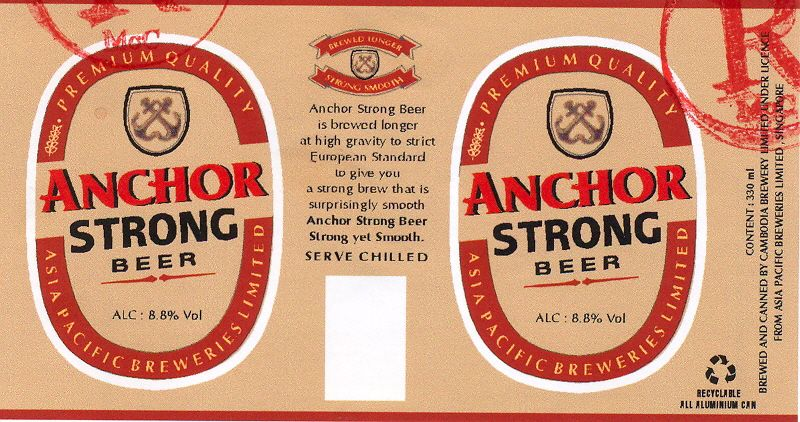 MoC
PREMIUM QUALITY
ANCHOR
STRONG
BEER
ALC : 8.8% Vol
ASIA PACIFIC BREWERIES LIMITED
BREWED LONGER
STRONG SMOOTH
Anchor Strong Beer
is brewed longer
at high gravity to strict
European Standard
to give you
a strong brew that is
surprisingly smooth
Anchor Strong Beer
Strong yet Smooth.
SERVE CHILLED
PREMIUM QUALITY
ANCHOR
STRONG
BEER
ALC : 8.8% Vol
ASIA PACIFIC BREWERIES LIMITED
R
CONTENT : 330 ml
BREWED AND CANNED BY CAMBODIA BREWERY LIMITED UNDER LICENCE
FROM ASIA PACIFIC BREWERIES LIMITED, SINGAPORE
RECYCLABLE
ALL ALUMINIUM CAN